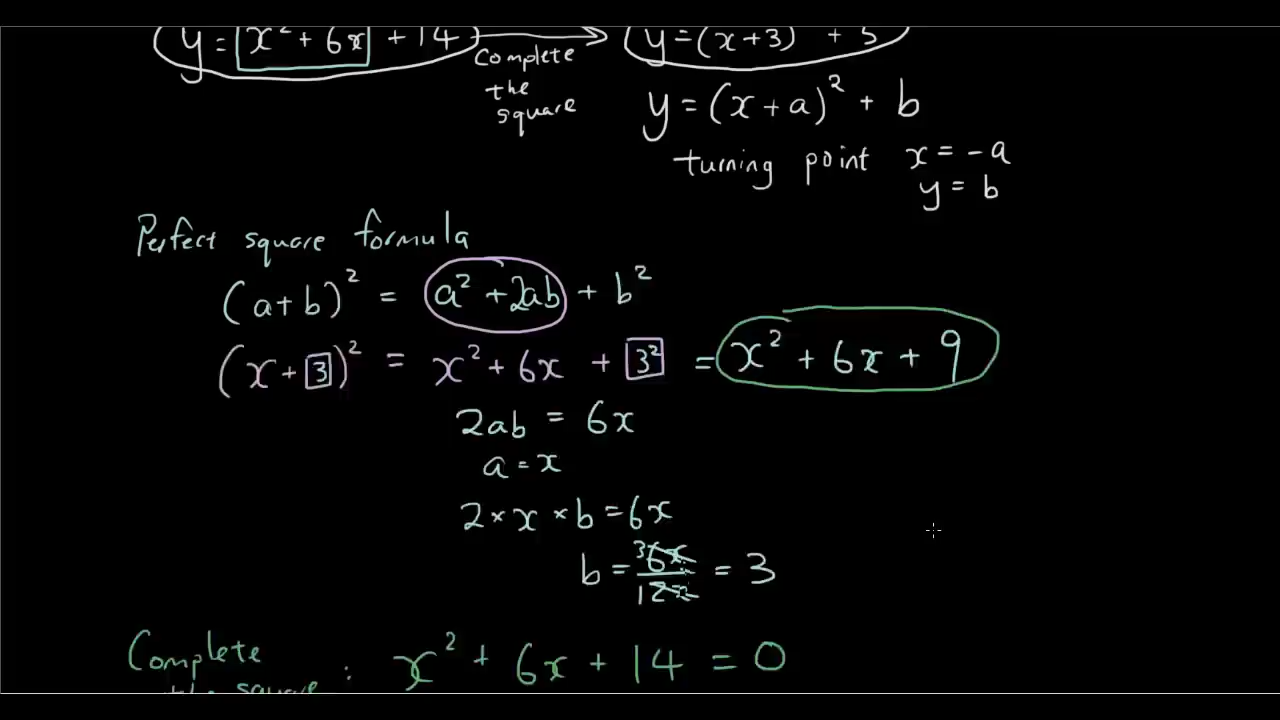 y = x² + 6x + 14 Complete the square y = (x+3) + 5
y = (x + a)² + b
turning point x = -a
y = b
Perfect square formula
(a+b)² = a² + 2ab + b²
(x + 3)² = x² + 6x + 3² = x² + 6x + 9
2ab = 6x
a = x
2 × x × b = 6x
b = 6x/2x = 3
Complete the square : x² + 6x + 14 = 0